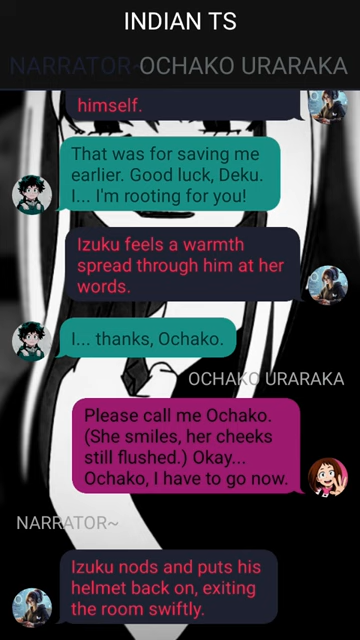 INDIAN TS
NARRATOR~
OCHAKO URARAKA
himself.
That was for saving me
earlier. Good luck, Deku.
I... I'm rooting for you!
Izuku feels a warmth
spread through him at her
words.
I... thanks, Ochako.
OCHAKO URARAKA
Please call me Ochako.
(She smiles, her cheeks
still flushed.) Okay...
Ochako, I have to go now.
NARRATOR~
Izuku nods and puts his
helmet back on, exiting
the room swiftly.